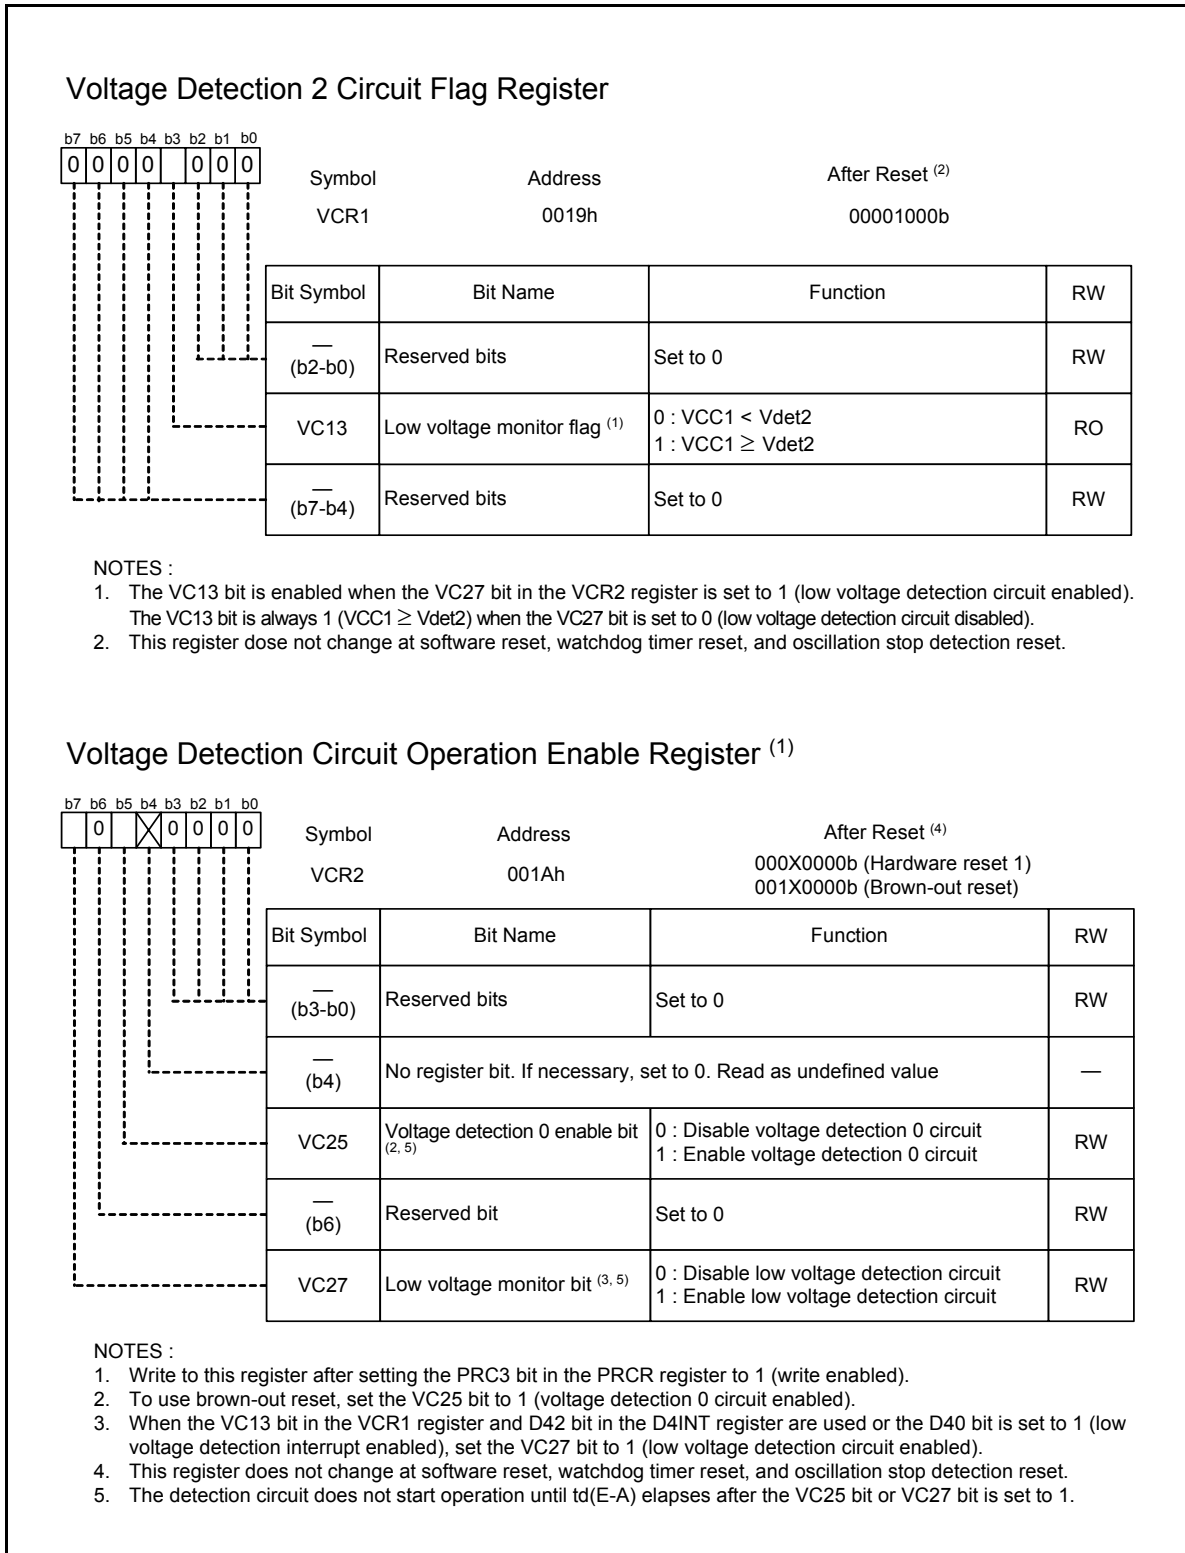 Voltage Detection 2 Circuit Flag Register
b7 b6 b5 b4 b3 b2 b1 b0
0 0 0 0 0 0 0
Symbol Address After Reset (2)
VCR1 0019h 00001000b
Bit Symbol Bit Name Function RW
—
(b2-b0) Reserved bits Set to 0 RW
VC13 Low voltage monitor flag (1) 0 : VCC1 < Vdet2
1 : VCC1 ≥ Vdet2 RO
—
(b7-b4) Reserved bits Set to 0 RW
NOTES :
1. The VC13 bit is enabled when the VC27 bit in the VCR2 register is set to 1 (low voltage detection circuit enabled).
The VC13 bit is always 1 (VCC1 ≥ Vdet2) when the VC27 bit is set to 0 (low voltage detection circuit disabled).
2. This register dose not change at software reset, watchdog timer reset, and oscillation stop detection reset.
Voltage Detection Circuit Operation Enable Register (1)
b7 b6 b5 b4 b3 b2 b1 b0
0 0 0 0 0
Symbol Address After Reset (4)
VCR2 001Ah 000X0000b (Hardware reset 1)
001X0000b (Brown-out reset)
Bit Symbol Bit Name Function RW
—
(b3-b0) Reserved bits Set to 0 RW
—
(b4) No register bit. If necessary, set to 0. Read as undefined value —
VC25 Voltage detection 0 enable bit (2, 5) 0 : Disable voltage detection 0 circuit
1 : Enable voltage detection 0 circuit RW
—
(b6) Reserved bit Set to 0 RW
VC27 Low voltage monitor bit (3, 5) 0 : Disable low voltage detection circuit
1 : Enable low voltage detection circuit RW
NOTES :
1. Write to this register after setting the PRC3 bit in the PRCR register to 1 (write enabled).
2. To use brown-out reset, set the VC25 bit to 1 (voltage detection 0 circuit enabled).
3. When the VC13 bit in the VCR1 register and D42 bit in the D4INT register are used or the D40 bit is set to 1 (low
voltage detection interrupt enabled), set the VC27 bit to 1 (low voltage detection circuit enabled).
4. This register does not change at software reset, watchdog timer reset, and oscillation stop detection reset.
5. The detection circuit does not start operation until td(E-A) elapses after the VC25 bit or VC27 bit is set to 1.